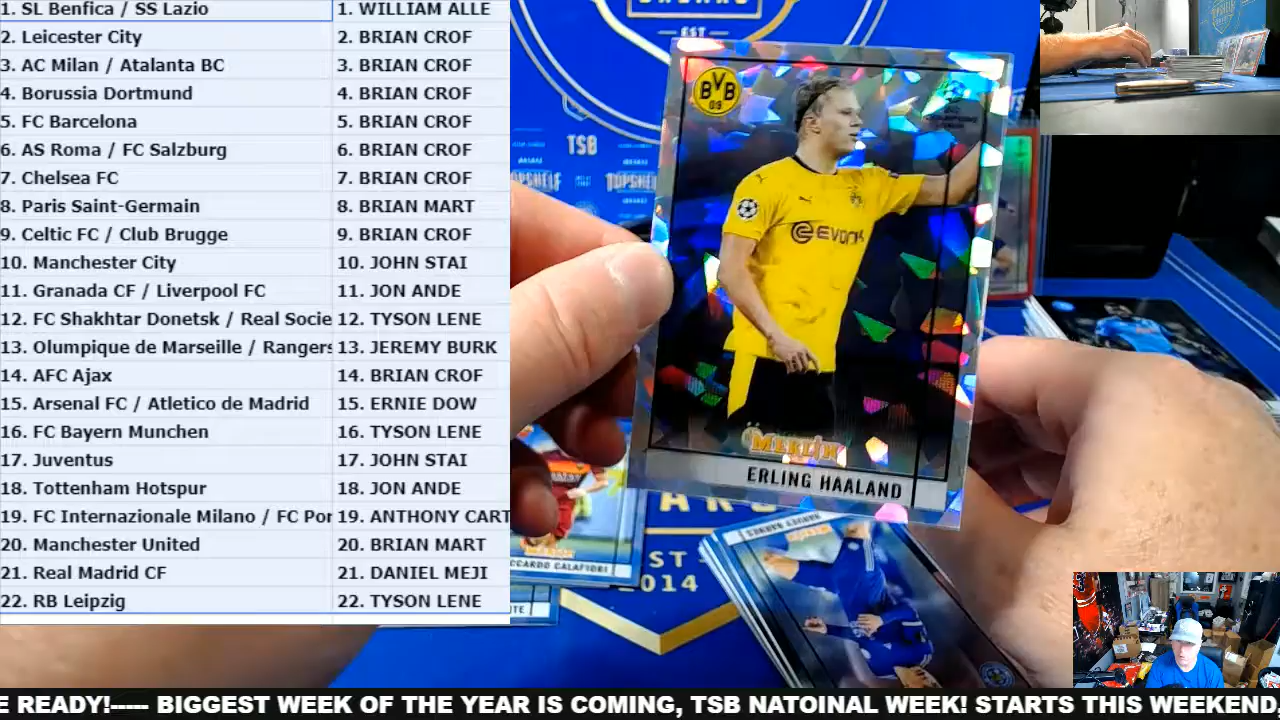 1. SL Benfica / SS Lazio 1. WILLIAM ALLE
2. Leicester City 2. BRIAN CROF
3. AC Milan / Atalanta BC 3. BRIAN CROF
4. Borussia Dortmund 4. BRIAN CROF
5. FC Barcelona 5. BRIAN CROF
6. AS Roma / FC Salzburg 6. BRIAN CROF
7. Chelsea FC 7. BRIAN CROF
8. Paris Saint-Germain 8. BRIAN MART
9. Celtic FC / Club Brugge 9. BRIAN CROF
10. Manchester City 10. JOHN STAI
11. Granada CF / Liverpool FC 11. JON ANDE
12. FC Shakhtar Donetsk / Real Socie 12. TYSON LENE
13. Olumpique de Marseille / Rangers 13. JEREMY BURK
14. AFC Ajax 14. BRIAN CROF
15. Arsenal FC / Atletico de Madrid 15. ERNIE DOW
16. FC Bayern Munchen 16. TYSON LENE
17. Juventus 17. JOHN STAI
18. Tottenham Hotspur 18. JON ANDE
19. FC Internazionale Milano / FC Por 19. ANTHONY CART
20. Manchester United 20. BRIAN MART
21. Real Madrid CF 21. DANIEL MEJI
22. RB Leipzig 22. TYSON LENE
EST
TSB
TOPSHELF
BVB
09
EVONIK
MERLIN
ERLING HAALAND
CCARDO CALAFIORI
EST
2014
E READY!----- BIGGEST WEEK OF THE YEAR IS COMING, TSB NATOINAL WEEK! STARTS THIS WEEKEND.